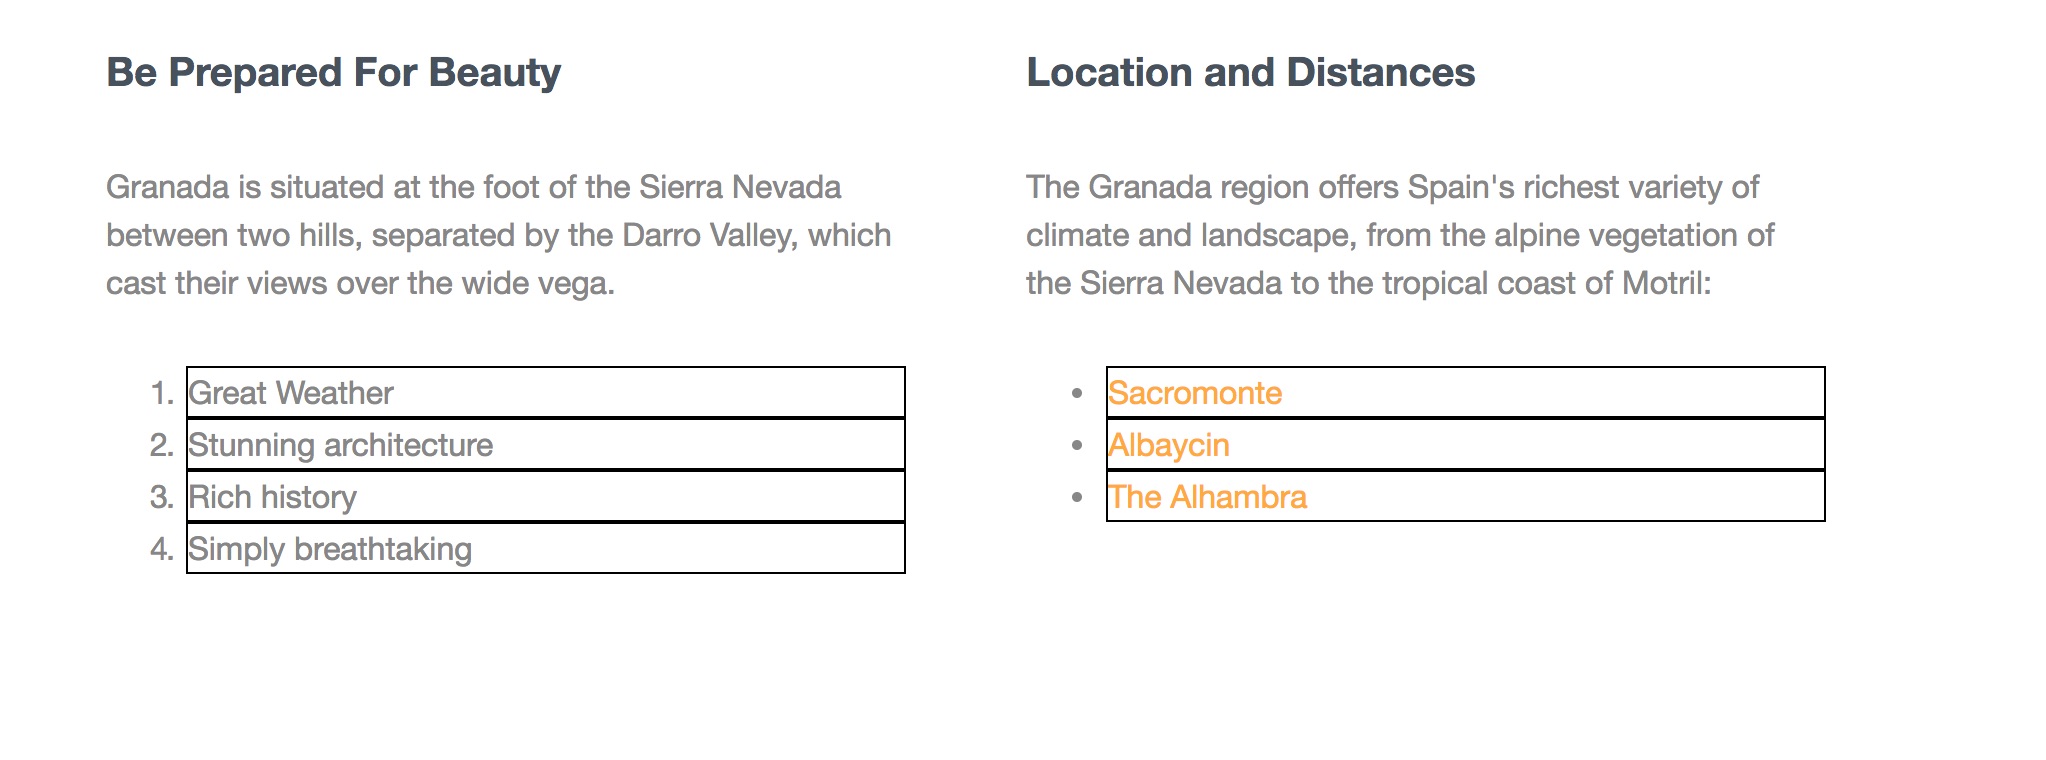 Be Prepared For Beauty
Granada is situated at the foot of the Sierra Nevada
between two hills, separated by the Darro Valley, which
cast their views over the wide vega.
1. Great Weather
2. Stunning architecture
3. Rich history
4. Simply breathtaking
Location and Distances
The Granada region offers Spain's richest variety of
climate and landscape, from the alpine vegetation of
the Sierra Nevada to the tropical coast of Motril:
• Sacromonte
• Albaycin
• The Alhambra